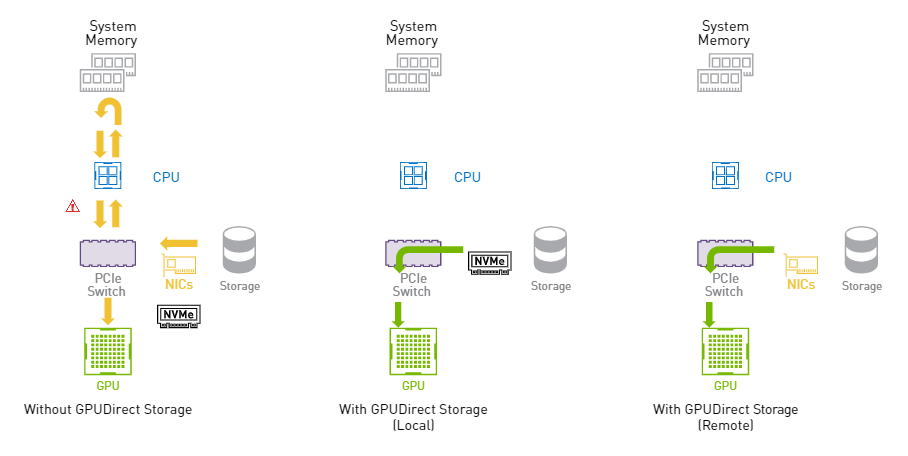 System
Memory
CPU
PCIe
Switch
NICs
Storage
NVMe
GPU
Without GPUDirect Storage
System
Memory
CPU
NVMe
PCIe
Switch
Storage
GPU
With GPUDirect Storage
(Local)
System
Memory
CPU
PCIe
Switch
NICs
Storage
GPU
With GPUDirect Storage
(Remote)